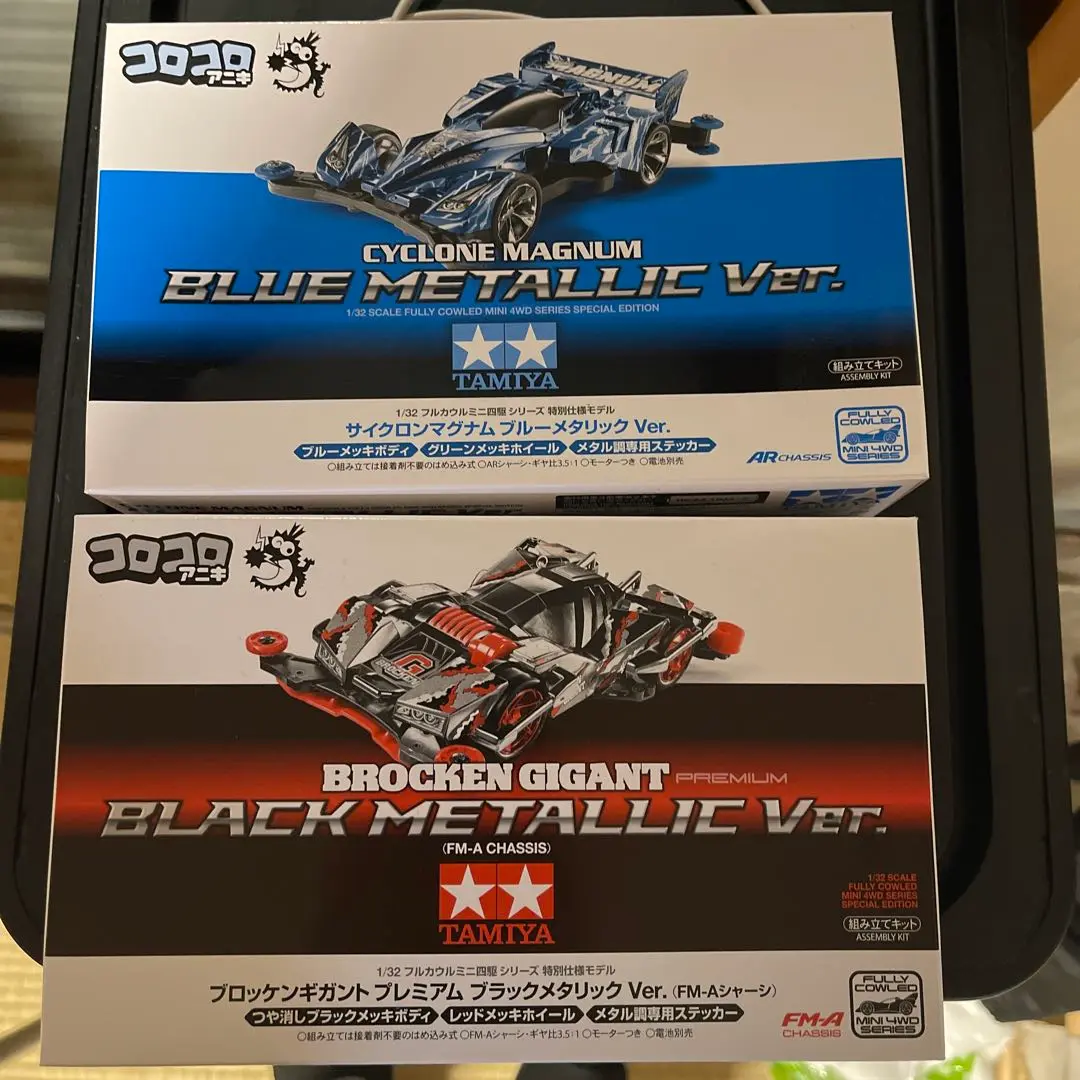 コロコロ
アニキ
MAGNUM
CYCLONE MAGNUM
BLUE METALLIC Ver.
1/32 SCALE FULLY COWLED MINI 4WD SERIES SPECIAL EDITION
TAMIYA
組み立てキット
ASSEMBLY KIT
1/32 フルカウルミニ四駆 シリーズ 特別仕様モデル
サイクロンマグナム ブルーメタリック Ver.
ブルーメッキボディ グリーンメッキホイール メタル調専用ステッカー
○組み立ては接着剤不要のはめ込み式 ○ARシャーシ・ギヤ比3.5:1 ○モーターつき ○電池別売
AR CHASSIS
FULLY
COWLED
MINI 4WD
SERIES
CYCLONE MAGNUM
TAMIYA
コロコロ
アニキ
G
BROCKEN GIGANT PREMIUM
BLACK METALLIC Ver.
(FM-A CHASSIS)
TAMIYA
1/32 SCALE
FULLY COWLED
MINI 4WD SERIES
SPECIAL EDITION
組み立てキット
ASSEMBLY KIT
1/32 フルカウルミニ四駆 シリーズ 特別仕様モデル
ブロッケンギガント プレミアム ブラックメタリック Ver. (FM-Aシャーシ)
つや消しブラックメッキボディ レッドメッキホイール メタル調専用ステッカー
○組み立ては接着剤不要のはめ込み式 ○FM-Aシャーシ・ギヤ比3.5:1 ○モーターつき ○電池別売
FM-A
CHASSIS
FULLY
COWLED
MINI 4WD
SERIES